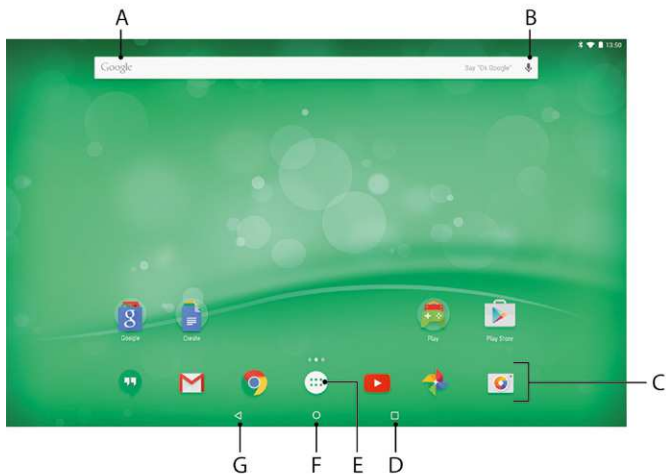 A
B
13:50
Google
Say "Ok Google"
Google
Create
Play
Play Store
C
G
F
E
D